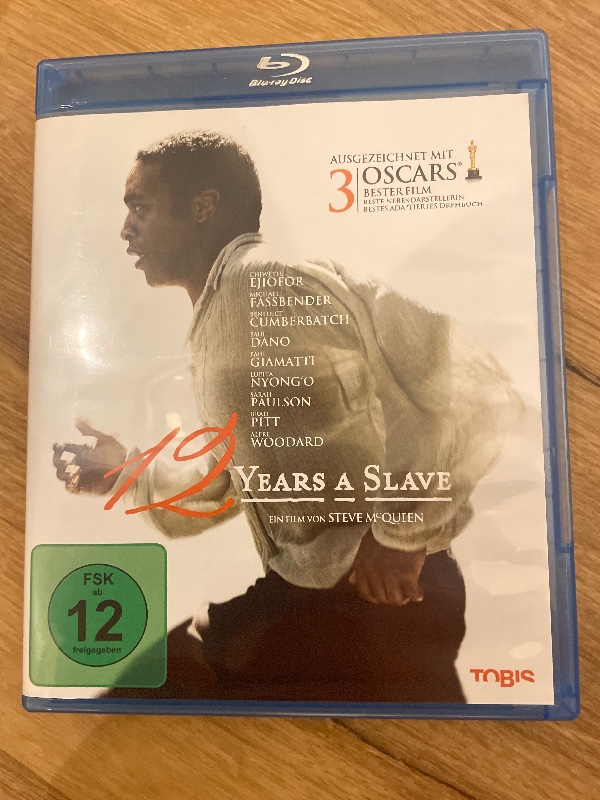 Blu-ray Disc
AUSGEZEICHNET MIT
3 OSCARS®
BESTER FILM
BESTE NEBENDARSTELLERIN
BESTES ADAPTIERTES DREHBUCH
CHIWETEL
EJIOFOR
MICHAEL
FASSBENDER
BENEDICT
CUMBERBATCH
PAUL
DANO
PAUL
GIAMATTI
LUPITA
NYONG'O
SARAH
PAULSON
BRAD
PITT
ALFRE
WOODARD
12 YEARS A SLAVE
EIN FILM VON STEVE McQUEEN
FSK
ab
12
freigegeben
TOBIS